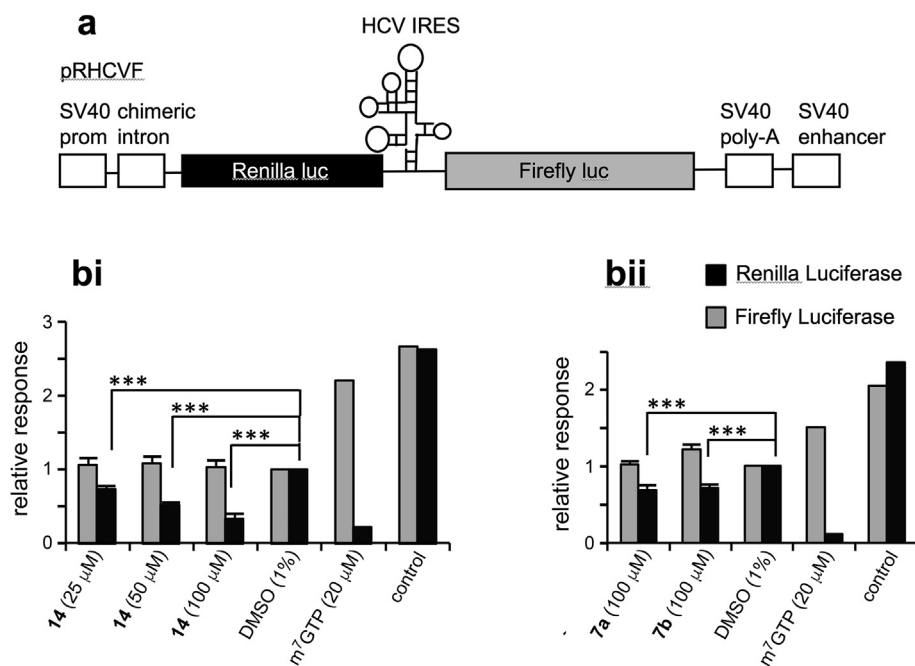 a
HCV IRES
pRHCVF
SV40 prom
chimeric intron
SV40 poly-A
SV40 enhancer
Renilla luc
Firefly luc
bi
bii
Renilla Luciferase
Firefly Luciferase
relative response
3
2
1
0
***
***
***
14 (25 μM)
14 (50 μM)
14 (100 μM)
DMSO (1%)
m⁷GTP (20 μM)
control
relative response
2
1
0
***
***
7a (100 μM)
7b (100 μM)
DMSO (1%)
m⁷GTP (20 μM)
control